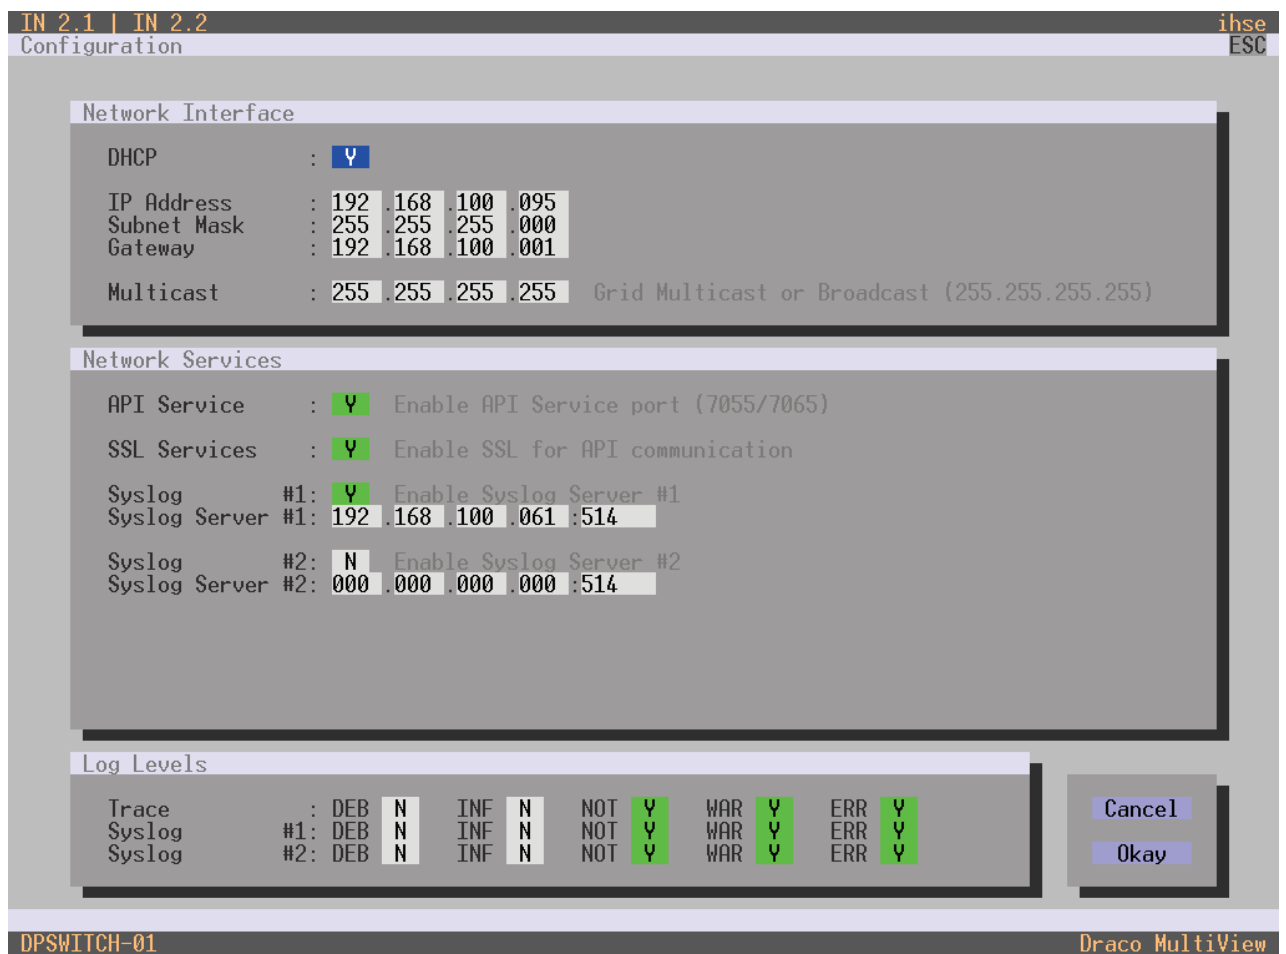 IN 2.1 | IN 2.2 ihse
Configuration ESC
Network Interface
DHCP : Y
IP Address : 192 .168 .100 .095
Subnet Mask : 255 .255 .255 .000
Gateway : 192 .168 .100 .001
Multicast : 255 .255 .255 .255 Grid Multicast or Broadcast (255.255.255.255)
Network Services
API Service : Y Enable API Service port (7055/7065)
SSL Services : Y Enable SSL for API communication
Syslog #1: Y Enable Syslog Server #1
Syslog Server #1: 192 .168 .100 .061 :514
Syslog #2: N Enable Syslog Server #2
Syslog Server #2: 000 .000 .000 .000 :514
Log Levels
Trace : DEB N INF N NOT Y WAR Y ERR Y
Syslog #1: DEB N INF N NOT Y WAR Y ERR Y
Syslog #2: DEB N INF N NOT Y WAR Y ERR Y
Cancel
Okay
DPSWITCH-01 Draco MultiView